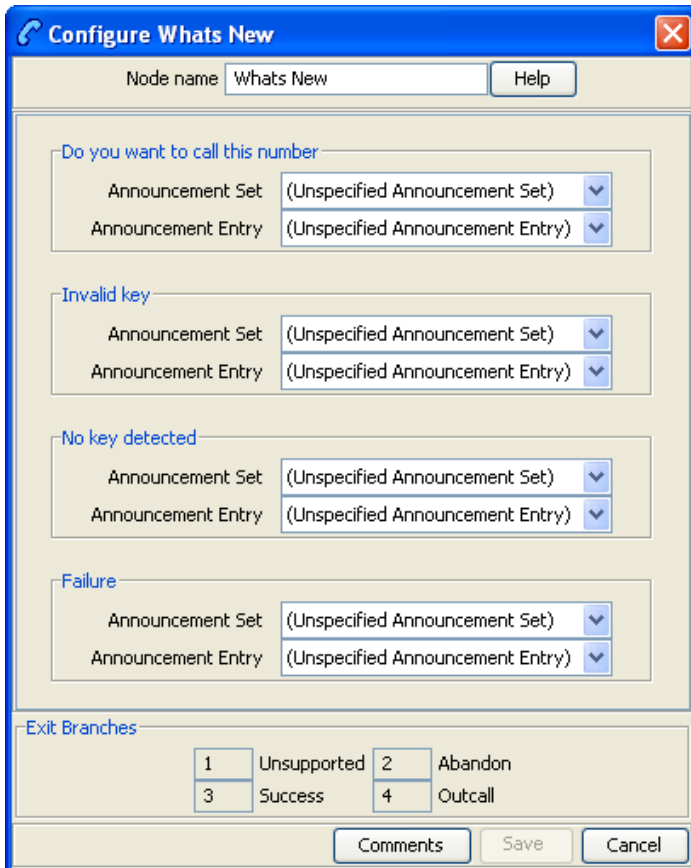 Configure Whats New
Node name Whats New Help
Do you want to call this number
Announcement Set (Unspecified Announcement Set)
Announcement Entry (Unspecified Announcement Entry)
Invalid key
Announcement Set (Unspecified Announcement Set)
Announcement Entry (Unspecified Announcement Entry)
No key detected
Announcement Set (Unspecified Announcement Set)
Announcement Entry (Unspecified Announcement Entry)
Failure
Announcement Set (Unspecified Announcement Set)
Announcement Entry (Unspecified Announcement Entry)
Exit Branches
1 Unsupported 2 Abandon
3 Success 4 Outcall
Comments Save Cancel